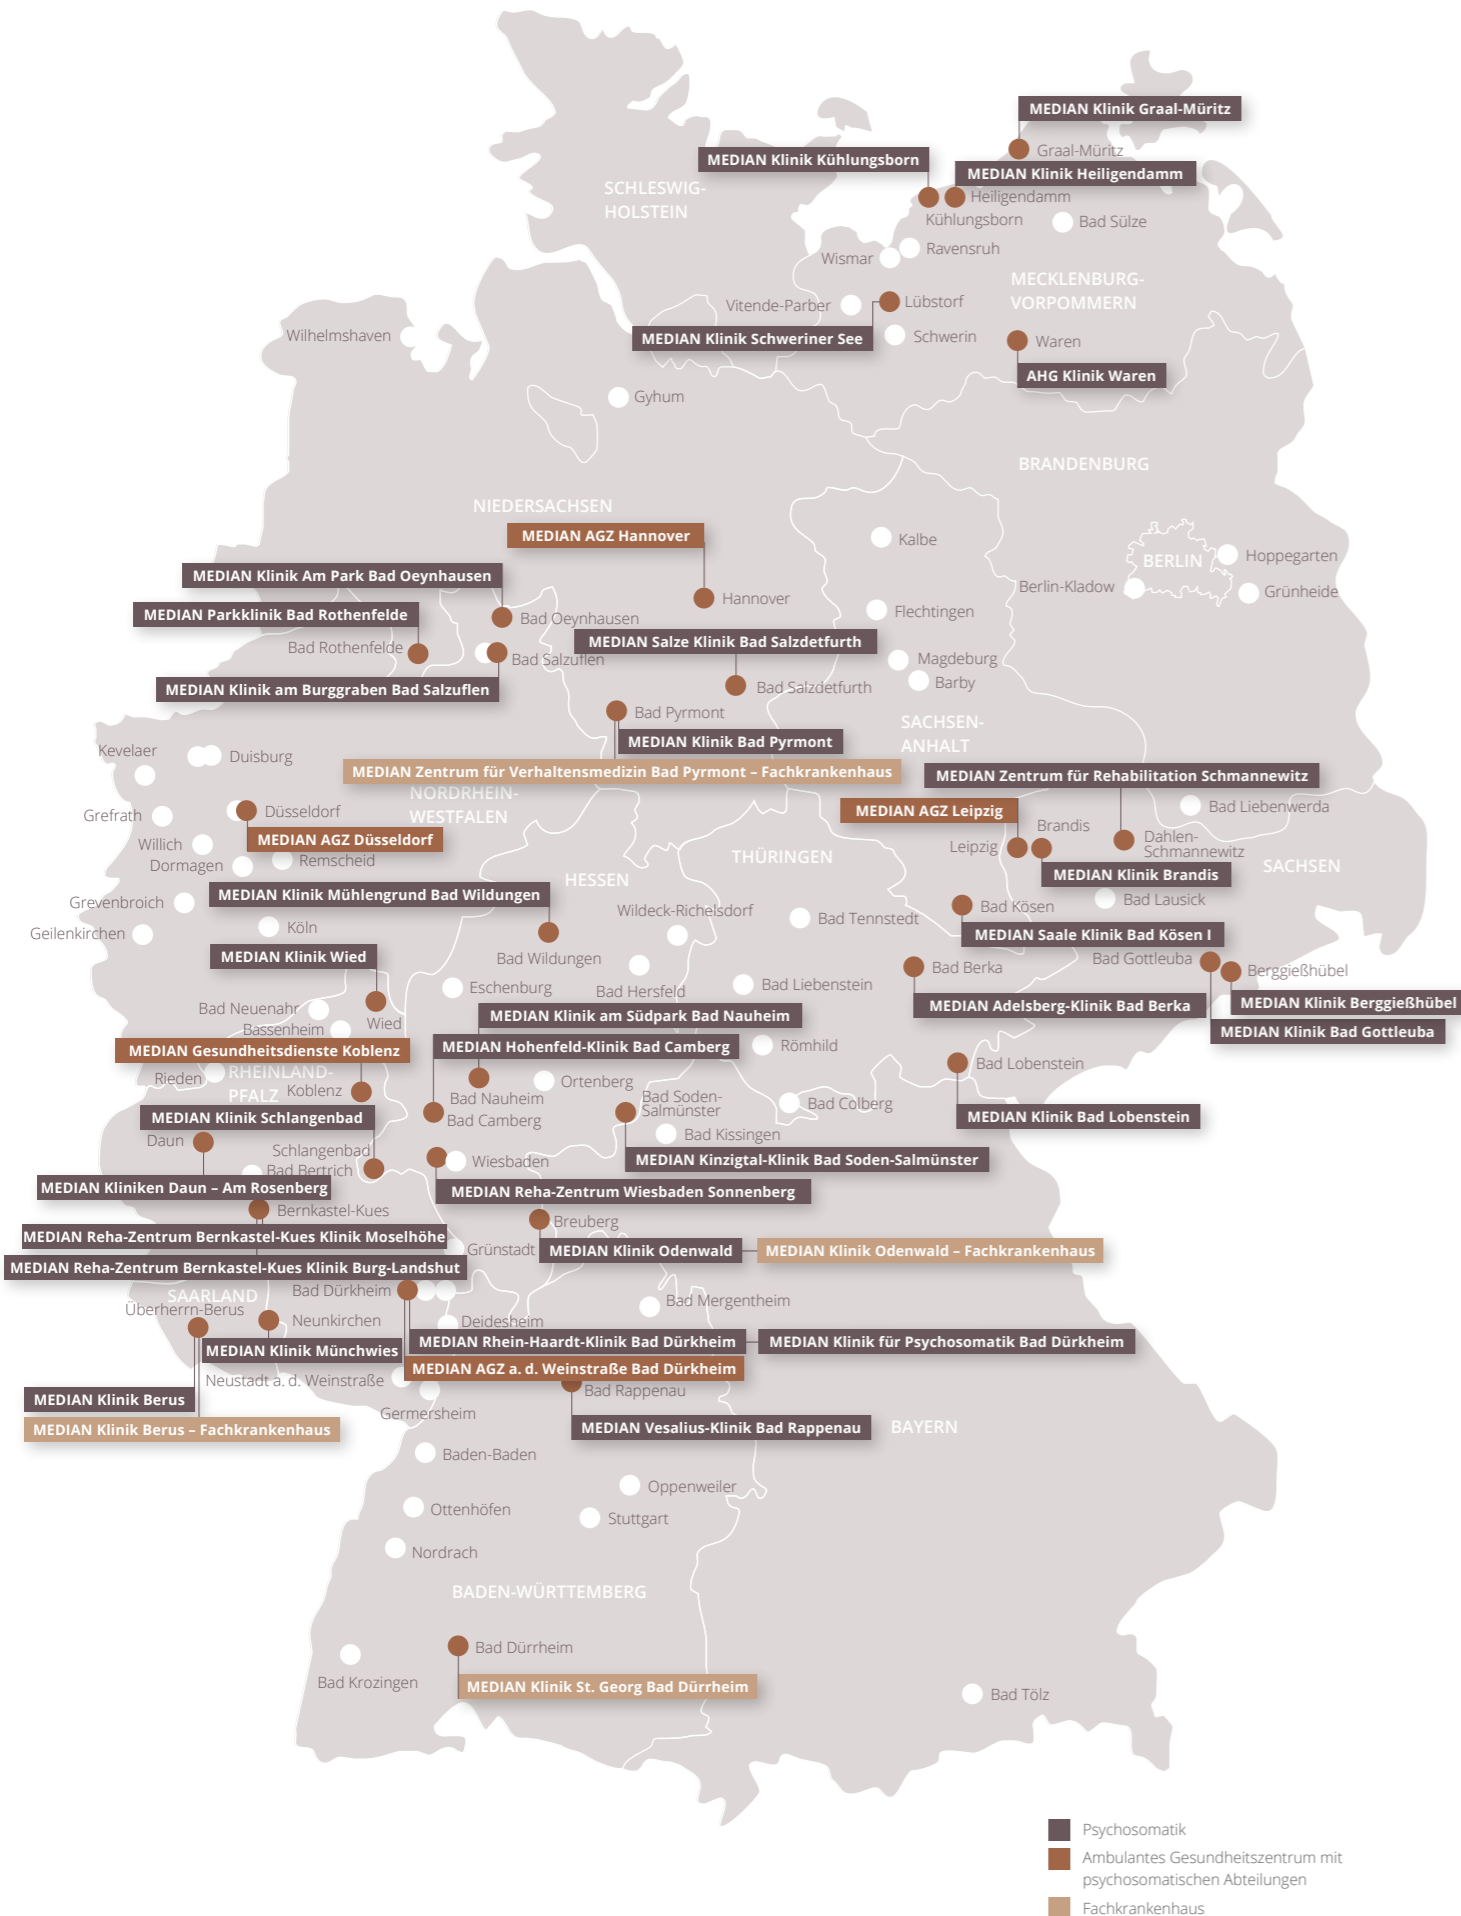 MEDIAN Klinik Graal-Müritz
Graal-Müritz
MEDIAN Klinik Kühlungsborn
MEDIAN Klinik Heiligendamm
SCHLESWIG-
HOLSTEIN
Heiligendamm
Kühlungsborn
Bad Sülze
Ravensruh
Wismar
MECKLENBURG-
VORPOMMERN
Vitende-Parber
Lübstorf
Wilhelmshaven
MEDIAN Klinik Schweriner See
Schwerin
Waren
AHG Klinik Waren
Gyhum
BRANDENBURG
NIEDERSACHSEN
MEDIAN AGZ Hannover
Kalbe
BERLIN
Hoppegarten
MEDIAN Klinik Am Park Bad Oeynhausen
Berlin-Kladow
Grünheide
Hannover
MEDIAN Parkklinik Bad Rothenfelde
Flechtingen
Bad Oeynhausen
MEDIAN Salze Klinik Bad Salzdetfurth
Bad Rothenfelde
Bad Salzuflen
Magdeburg
MEDIAN Klinik am Burggraben Bad Salzuflen
Bad Salzdetfurth
Barby
Bad Pyrmont
SACHSEN-
ANHALT
MEDIAN Klinik Bad Pyrmont
Kevelaer
Duisburg
MEDIAN Zentrum für Verhaltensmedizin Bad Pyrmont – Fachkrankenhaus
MEDIAN Zentrum für Rehabilitation Schmannewitz
NORDRHEIN-
WESTFALEN
Bad Liebenwerda
Grefrath
Düsseldorf
MEDIAN AGZ Leipzig
Brandis
MEDIAN AGZ Düsseldorf
Willich
Leipzig
Dahlen-
Schmannewitz
Dormagen
Remscheid
THÜRINGEN
SACHSEN
HESSEN
MEDIAN Klinik Brandis
MEDIAN Klinik Mühlengrund Bad Wildungen
Grevenbroich
Wildeck-Richelsdorf
Bad Lausick
Bad Kösen
Bad Tennstedt
Köln
Geilenkirchen
MEDIAN Saale Klinik Bad Kösen I
MEDIAN Klinik Wied
Bad Wildungen
Bad Gottleuba
Bad Berka
Berggießhübel
Eschenburg
Bad Hersfeld
Bad Liebenstein
MEDIAN Adelsberg-Klinik Bad Berka
MEDIAN Klinik Berggießhübel
Bad Neuenahr
MEDIAN Klinik am Südpark Bad Nauheim
Wied
Bassenheim
MEDIAN Klinik Bad Gottleuba
MEDIAN Gesundheitsdienste Koblenz
MEDIAN Hohenfeld-Klinik Bad Camberg
Römhild
Bad Lobenstein
RHEINLAND-
PFALZ
Rieden
Ortenberg
Koblenz
Bad Nauheim
Bad Soden-
Salmünster
Bad Colberg
MEDIAN Klinik Schlangenbad
Bad Camberg
MEDIAN Klinik Bad Lobenstein
Daun
Bad Kissingen
Schlangenbad
Wiesbaden
MEDIAN Kinzigtal-Klinik Bad Soden-Salmünster
Bad Bertrich
MEDIAN Kliniken Daun – Am Rosenberg
MEDIAN Reha-Zentrum Wiesbaden Sonnenberg
Bernkastel-Kues
Breuberg
MEDIAN Reha-Zentrum Bernkastel-Kues Klinik Moselhöhe
Grünstadt
MEDIAN Klinik Odenwald
MEDIAN Klinik Odenwald – Fachkrankenhaus
MEDIAN Reha-Zentrum Bernkastel-Kues Klinik Burg-Landshut
SAARLAND
Bad Dürkheim
Bad Mergentheim
Überherrn-Berus
Neunkirchen
Deidesheim
MEDIAN Klinik Münchwies
MEDIAN Rhein-Haardt-Klinik Bad Dürkheim
MEDIAN Klinik für Psychosomatik Bad Dürkheim
MEDIAN AGZ a. d. Weinstraße Bad Dürkheim
Neustadt a. d. Weinstraße
Bad Rappenau
MEDIAN Klinik Berus
Germersheim
MEDIAN Klinik Berus – Fachkrankenhaus
MEDIAN Vesalius-Klinik Bad Rappenau
BAYERN
Baden-Baden
Oppenweiler
Ottenhöfen
Stuttgart
Nordrach
BADEN-WÜRTTEMBERG
Bad Dürrheim
Bad Krozingen
MEDIAN Klinik St. Georg Bad Dürrheim
Bad Tölz
Psychosomatik
Ambulantes Gesundheitszentrum mit
psychosomatischen Abteilungen
Fachkrankenhaus